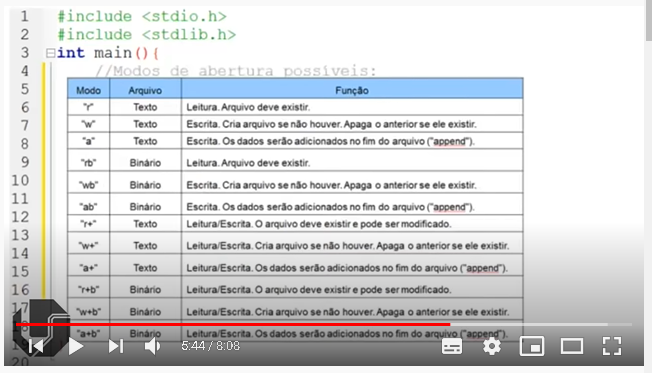 1 #include <stdio.h>
2 #include <stdlib.h>
3 int main(){
4 //Modos de abertura possíveis:
5 Modo Arquivo Função
6 "r" Texto Leitura. Arquivo deve existir.
7 "w" Texto Escrita. Cria arquivo se não houver. Apaga o anterior se ele existir.
8 "a" Texto Escrita. Os dados serão adicionados no fim do arquivo ("append").
9 "rb" Binário Leitura. Arquivo deve existir.
10 "wb" Binário Escrita. Cria arquivo se não houver. Apaga o anterior se ele existir.
11 "ab" Binário Escrita. Os dados serão adicionados no fim do arquivo ("append").
12 "r+" Texto Leitura/Escrita. O arquivo deve existir e pode ser modificado.
13 "w+" Texto Leitura/Escrita. Cria arquivo se não houver. Apaga o anterior se ele existir.
14
15 "a+" Texto Leitura/Escrita. Os dados serão adicionados no fim do arquivo ("append").
16 "r+b" Binário Leitura/Escrita. O arquivo deve existir e pode ser modificado.
17 "w+b" Binário Leitura/Escrita. Cria arquivo se não houver. Apaga o anterior se ele existir.
"a+b" Binário Leitura/Escrita. Os dados serão adicionados no fim do arquivo ("append").
5:44 / 8:08
20